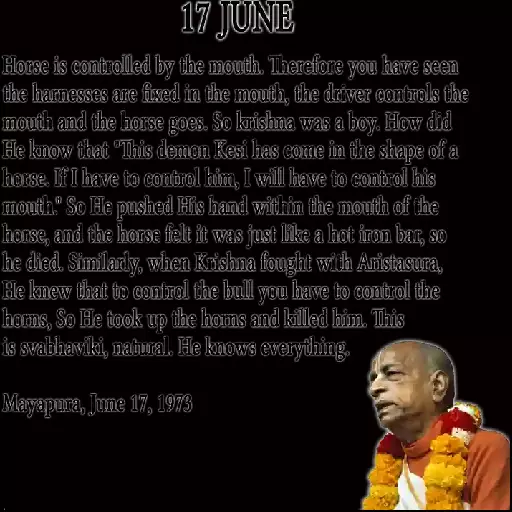 17 JUNE
Horse is controlled by the mouth. Therefore you have seen
the harnesses are fixed in the mouth, the driver controls the
mouth and the horse goes. So krishna was a boy. How did
He know that "This demon Kesi has come in the shape of a
horse. If I have to control him, I will have to control his
mouth." So He pushed His hand within the mouth of the
horse, and the horse felt it was just like a hot iron bar, so
he died. Similarly, when Krishna fought with Aristasura,
He knew that to control the bull you have to control the
horns, So He took up the horns and killed him. This
is svabhaviki, natural. He knows everything.
Mayapura, June 17, 1973